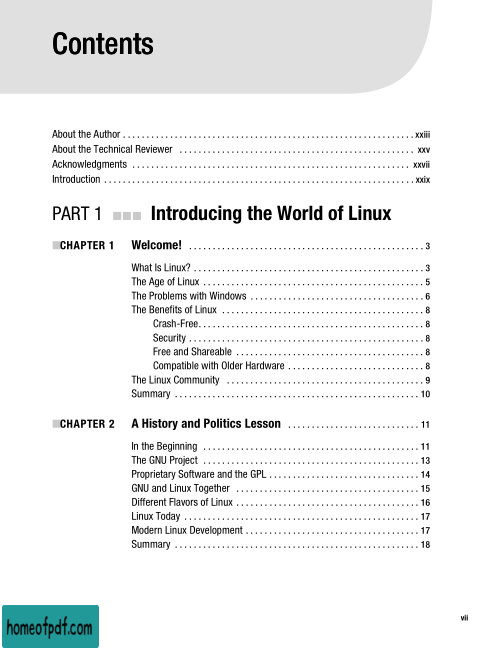 Contents
About the Author . . . . . . . . . . . . . . . . . . . . . . . . . . . . . . . . . . . . . . . . . . . . . . . . . . . . . . . . . . . . . . xxiii
About the Technical Reviewer . . . . . . . . . . . . . . . . . . . . . . . . . . . . . . . . . . . . . . . . . . . . . . . . . . xxv
Acknowledgments . . . . . . . . . . . . . . . . . . . . . . . . . . . . . . . . . . . . . . . . . . . . . . . . . . . . . . . . . . . xxvii
Introduction . . . . . . . . . . . . . . . . . . . . . . . . . . . . . . . . . . . . . . . . . . . . . . . . . . . . . . . . . . . . . . . . . . xxix
PART 1 ■■■ Introducing the World of Linux
■CHAPTER 1 Welcome! . . . . . . . . . . . . . . . . . . . . . . . . . . . . . . . . . . . . . . . . . . . . . . . . . . 3
What Is Linux? . . . . . . . . . . . . . . . . . . . . . . . . . . . . . . . . . . . . . . . . . . . . . . . . . 3
The Age of Linux . . . . . . . . . . . . . . . . . . . . . . . . . . . . . . . . . . . . . . . . . . . . . . . 5
The Problems with Windows . . . . . . . . . . . . . . . . . . . . . . . . . . . . . . . . . . . . . 6
The Benefits of Linux . . . . . . . . . . . . . . . . . . . . . . . . . . . . . . . . . . . . . . . . . . . 8
Crash-Free. . . . . . . . . . . . . . . . . . . . . . . . . . . . . . . . . . . . . . . . . . . . . . . . 8
Security . . . . . . . . . . . . . . . . . . . . . . . . . . . . . . . . . . . . . . . . . . . . . . . . . . 8
Free and Shareable . . . . . . . . . . . . . . . . . . . . . . . . . . . . . . . . . . . . . . . . 8
Compatible with Older Hardware . . . . . . . . . . . . . . . . . . . . . . . . . . . . . 8
The Linux Community . . . . . . . . . . . . . . . . . . . . . . . . . . . . . . . . . . . . . . . . . . 9
Summary . . . . . . . . . . . . . . . . . . . . . . . . . . . . . . . . . . . . . . . . . . . . . . . . . . . . 10
■CHAPTER 2 A History and Politics Lesson . . . . . . . . . . . . . . . . . . . . . . . . . . . . 11
In the Beginning . . . . . . . . . . . . . . . . . . . . . . . . . . . . . . . . . . . . . . . . . . . . . . 11
The GNU Project . . . . . . . . . . . . . . . . . . . . . . . . . . . . . . . . . . . . . . . . . . . . . . 13
Proprietary Software and the GPL . . . . . . . . . . . . . . . . . . . . . . . . . . . . . . . . 14
GNU and Linux Together . . . . . . . . . . . . . . . . . . . . . . . . . . . . . . . . . . . . . . . 15
Different Flavors of Linux . . . . . . . . . . . . . . . . . . . . . . . . . . . . . . . . . . . . . . . 16
Linux Today . . . . . . . . . . . . . . . . . . . . . . . . . . . . . . . . . . . . . . . . . . . . . . . . . . 17
Modern Linux Development . . . . . . . . . . . . . . . . . . . . . . . . . . . . . . . . . . . . . 17
Summary . . . . . . . . . . . . . . . . . . . . . . . . . . . . . . . . . . . . . . . . . . . . . . . . . . . . 18
vii
homeofpdf.com